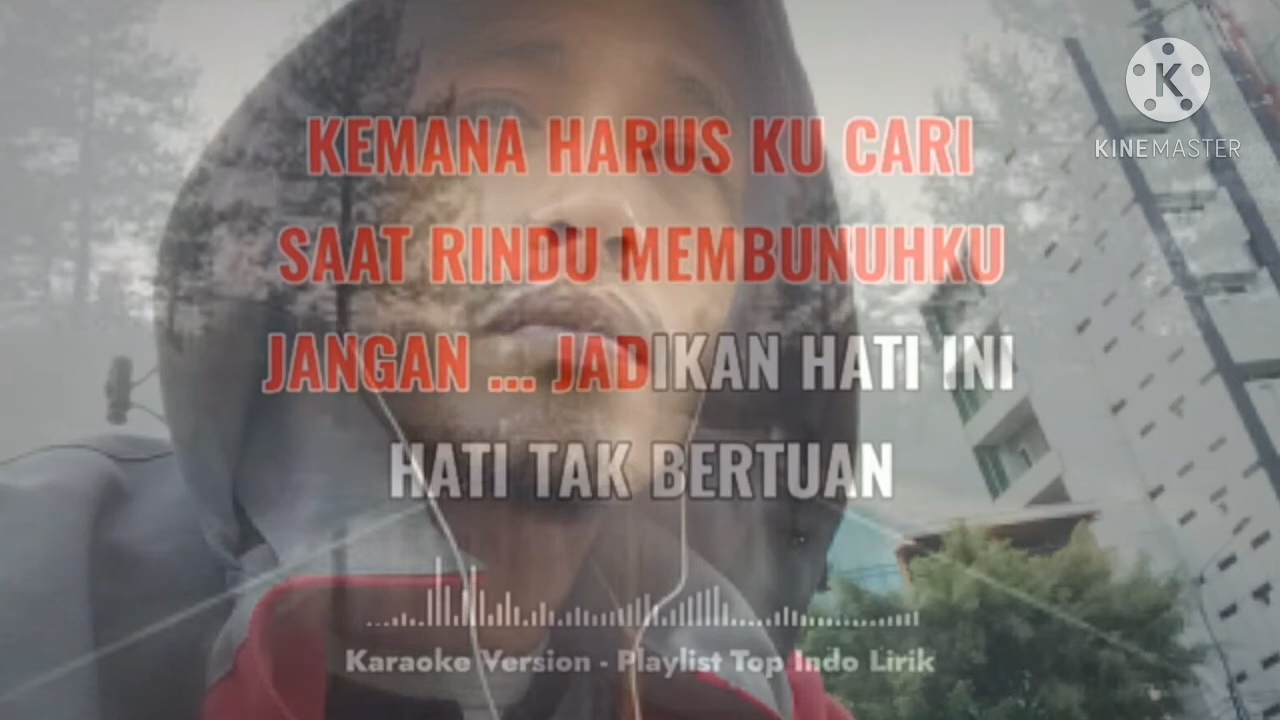 KEMANA HARUS KU CARI
SAAT RINDU MEMBUNUHKU
JANGAN ... JADIKAN HATI INI
HATI TAK BERTUAN
Karaoke Version - Playlist Top Indo Lirik
K
KINEMASTER